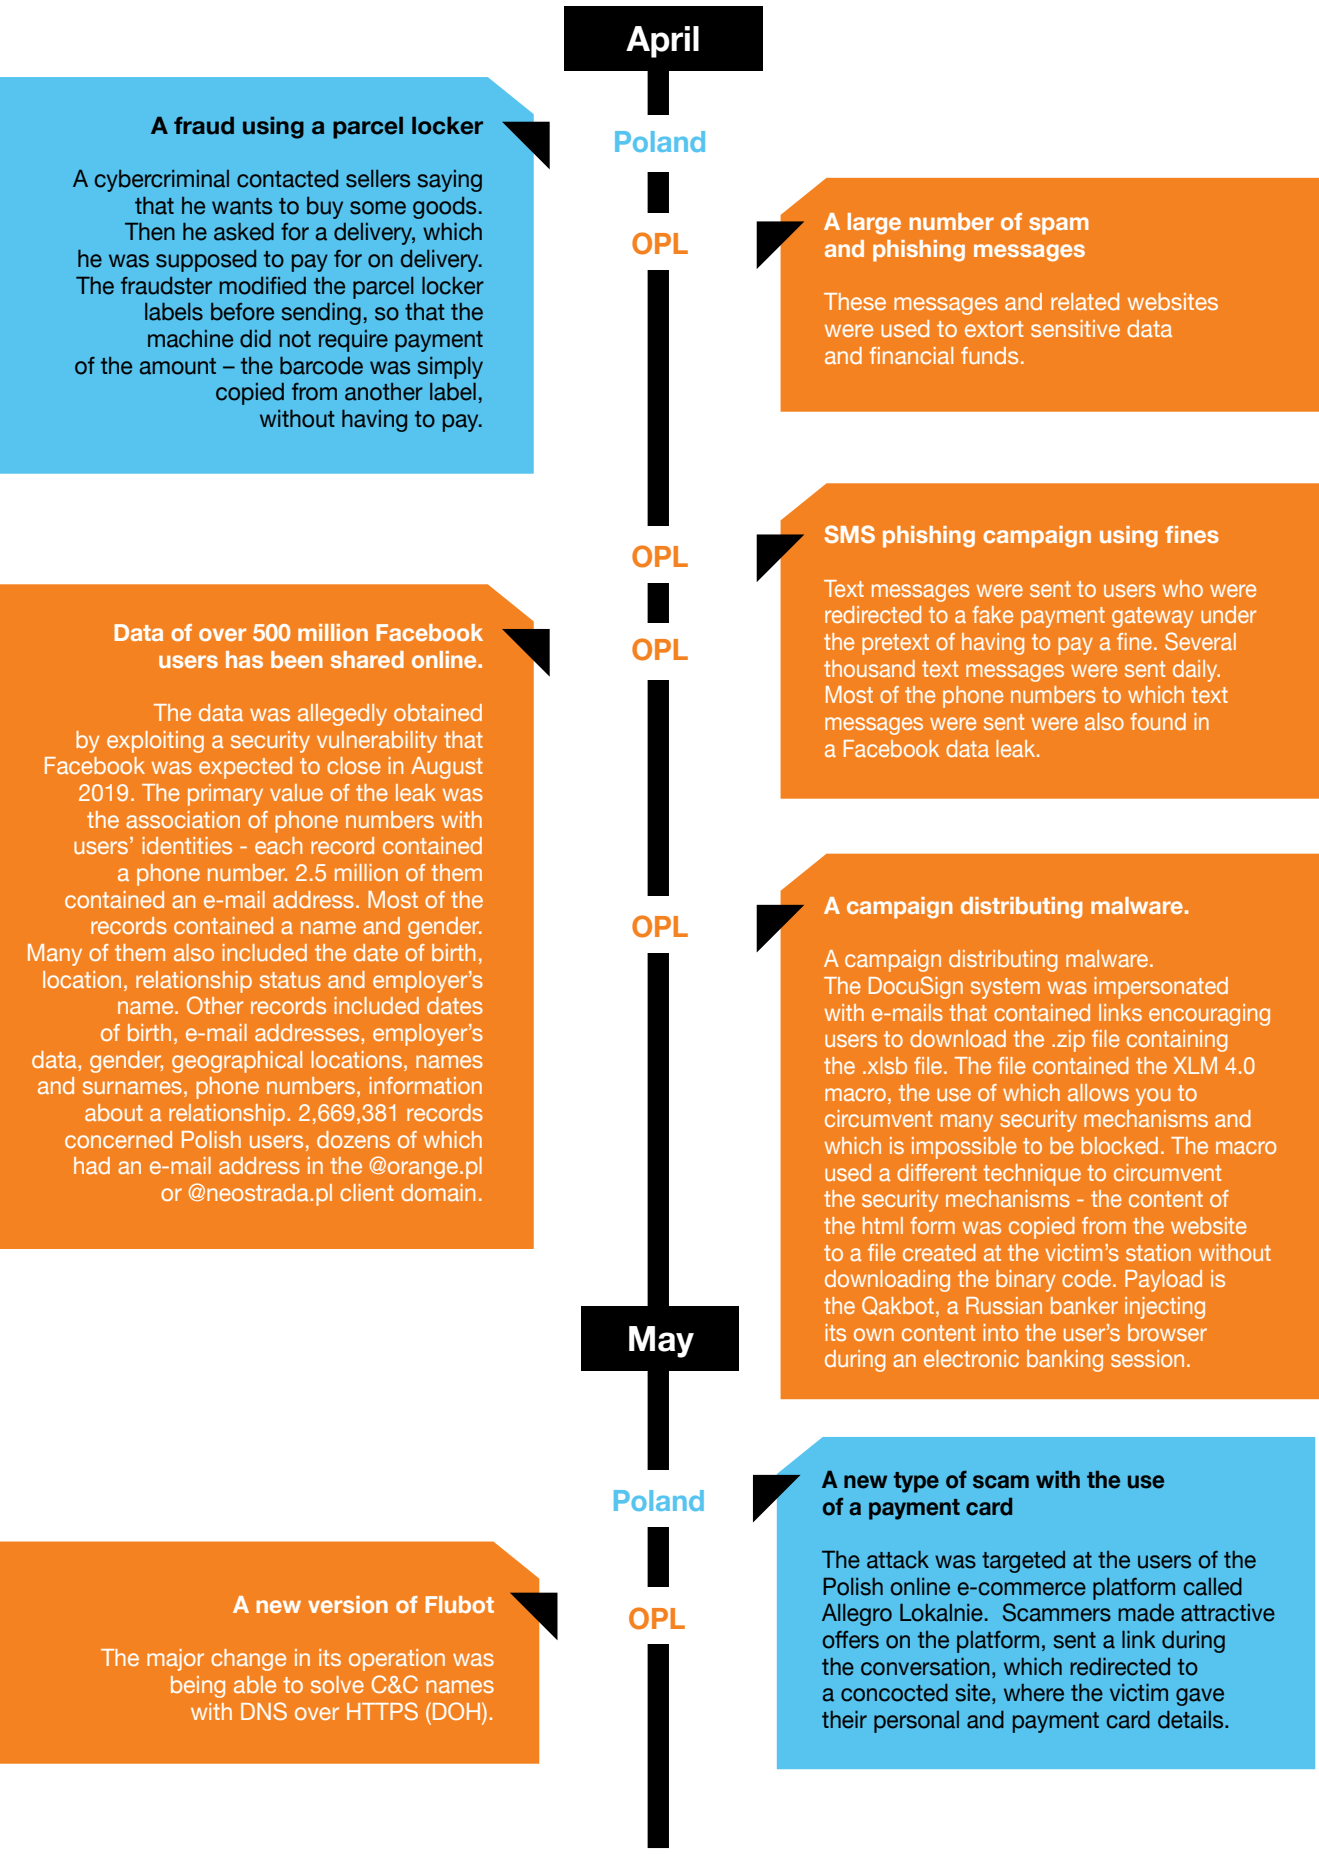 April
Poland
A fraud using a parcel locker
A cybercriminal contacted sellers saying
that he wants to buy some goods.
Then he asked for a delivery, which
he was supposed to pay for on delivery.
The fraudster modified the parcel locker
labels before sending, so that the
machine did not require payment
of the amount – the barcode was simply
copied from another label,
without having to pay.
OPL
A large number of spam
and phishing messages
These messages and related websites
were used to extort sensitive data
and financial funds.
OPL
SMS phishing campaign using fines
Text messages were sent to users who were
redirected to a fake payment gateway under
the pretext of having to pay a fine. Several
thousand text messages were sent daily.
Most of the phone numbers to which text
messages were sent were also found in
a Facebook data leak.
OPL
Data of over 500 million Facebook
users has been shared online.
The data was allegedly obtained
by exploiting a security vulnerability that
Facebook was expected to close in August
2019. The primary value of the leak was
the association of phone numbers with
users’ identities - each record contained
a phone number. 2.5 million of them
contained an e-mail address. Most of the
records contained a name and gender.
Many of them also included the date of birth,
location, relationship status and employer’s
name. Other records included dates
of birth, e-mail addresses, employer’s
data, gender, geographical locations, names
and surnames, phone numbers, information
about a relationship. 2,669,381 records
concerned Polish users, dozens of which
had an e-mail address in the @orange.pl
or @neostrada.pl client domain.
OPL
A campaign distributing malware.
A campaign distributing malware.
The DocuSign system was impersonated
with e-mails that contained links encouraging
users to download the .zip file containing
the .xlsb file. The file contained the XLM 4.0
macro, the use of which allows you to
circumvent many security mechanisms and
which is impossible to be blocked. The macro
used a different technique to circumvent
the security mechanisms - the content of
the html form was copied from the website
to a file created at the victim’s station without
downloading the binary code. Payload is
the Qakbot, a Russian banker injecting
its own content into the user’s browser
during an electronic banking session.
May
Poland
A new type of scam with the use
of a payment card
The attack was targeted at the users of the
Polish online e-commerce platform called
Allegro Lokalnie.  Scammers made attractive
offers on the platform, sent a link during
the conversation, which redirected to
a concocted site, where the victim gave
their personal and payment card details.
OPL
A new version of Flubot
The major change in its operation was
being able to solve C&C names
with DNS over HTTPS (DOH).